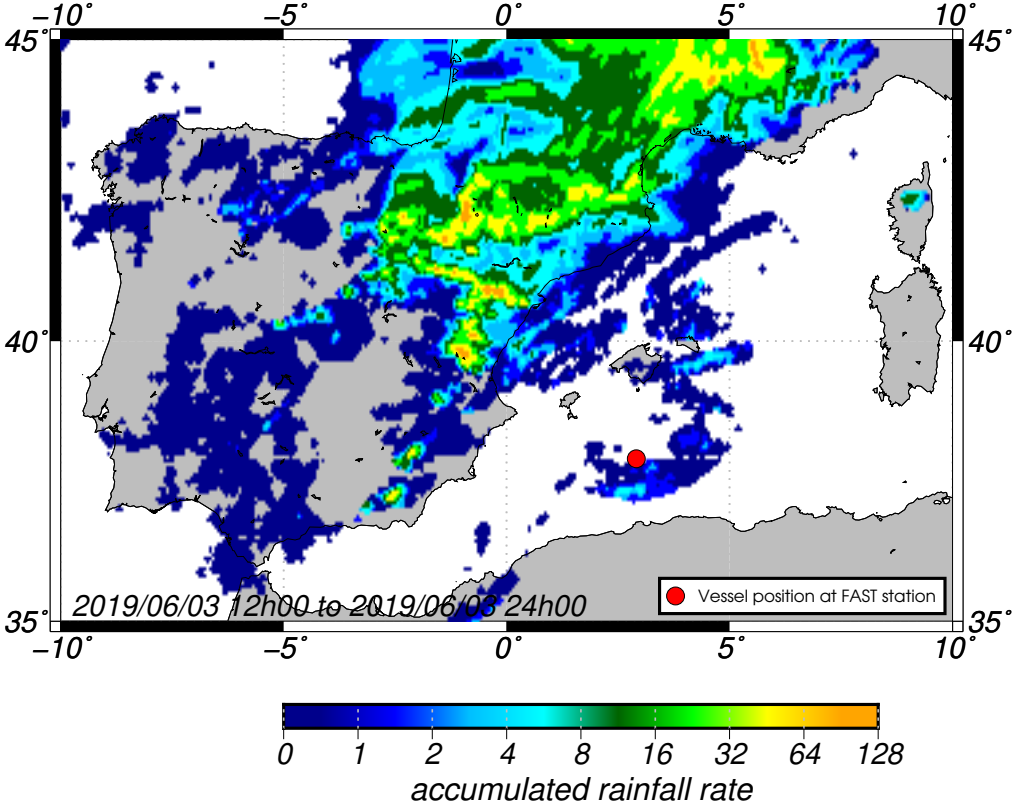 −10˚ −5˚ 0˚ 5˚ 10˚
45˚ 45˚
40˚ 40˚
2019/06/03 12h00 to 2019/06/03 24h00
Vessel position at FAST station
35˚ 35˚
−10˚ −5˚ 0˚ 5˚ 10˚
0 1 2 4 8 16 32 64 128
accumulated rainfall rate